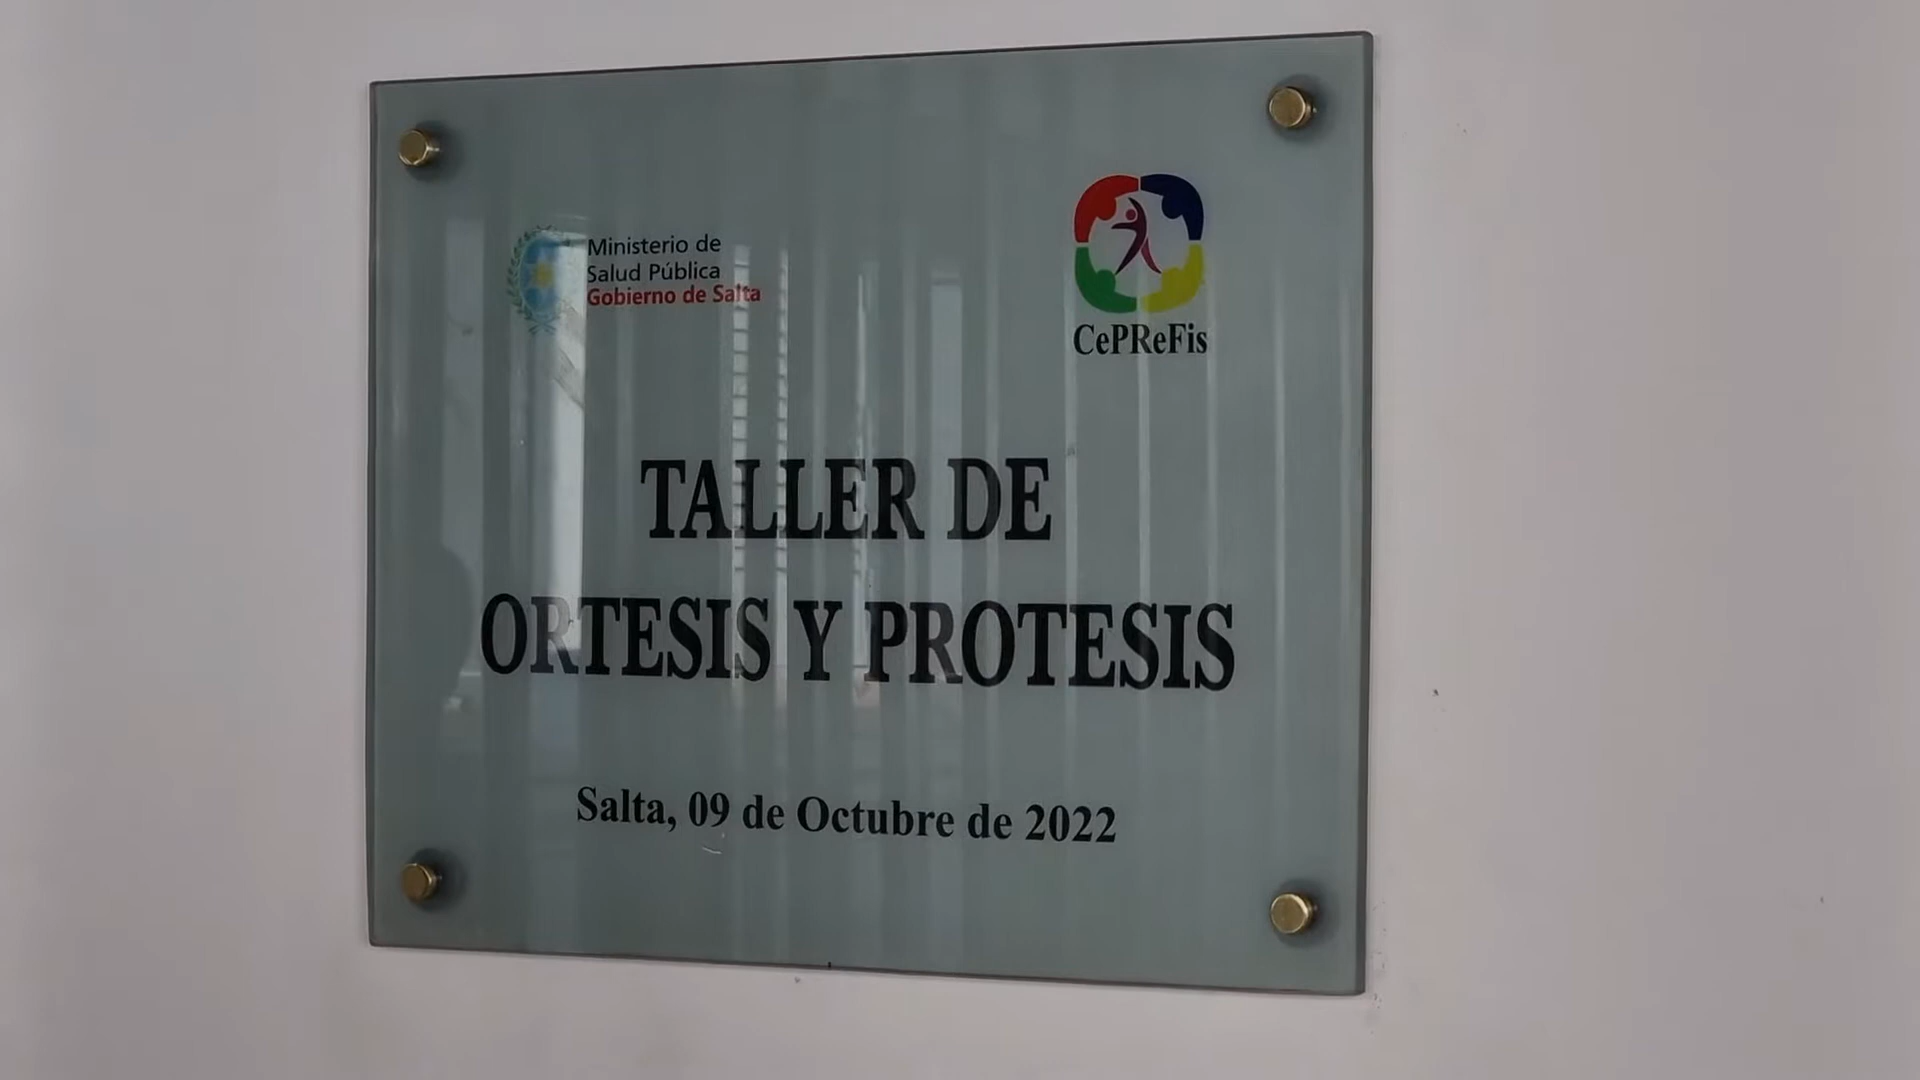 Ministerio de
Salud Pública
Gobierno de Salta
CePReFis
TALLER DE
ORTESIS Y PROTESIS
Salta, 09 de Octubre de 2022